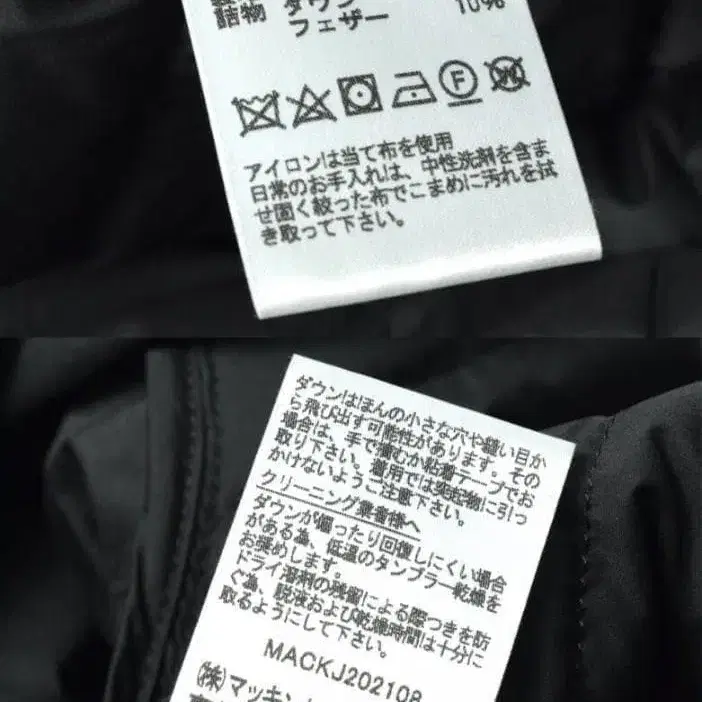 詰物 ダウン
フェザー 10%
F
W
アイロンは当て布を使用
日常のお手入れは、中性洗剤を含ま
せ固く絞った布でこまめに汚れを拭
き取って下さい。
ダウンはほんの小さな穴や縫い目か
ら飛び出す可能性があります。その
場合は、手で摘むか粘着テープでお
取り下さい。着用では突起物に引っ
かけないようご注意下さい。
クリーニング業者様へ
ダウンが偏ったり回復しにくい場合
がある為、低温のタンブラー乾燥を
お奨めします。
ドライ溶剤の残留による際つきを防
ぐ為、脱液および乾燥時間は十分に
取るようにして下さい。
MACKJ202108
(株)マッキン